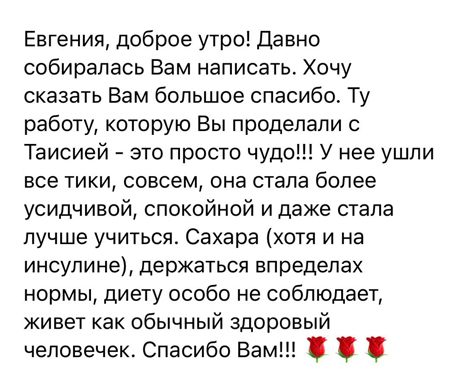 Евгения, доброе утро! Давно
собиралась Вам написать. Хочу
сказать Вам большое спасибо. Ту
работу, которую Вы проделали с
Таисией - это просто чудо!!! У нее ушли
все тики, совсем, она стала более
усидчивой, спокойной и даже стала
лучше учиться. Сахара (хотя и на
инсулине), держаться впределах
нормы, диету особо не соблюдает,
живет как обычный здоровый
человечек. Спасибо Вам!!! 🌹🌹🌹